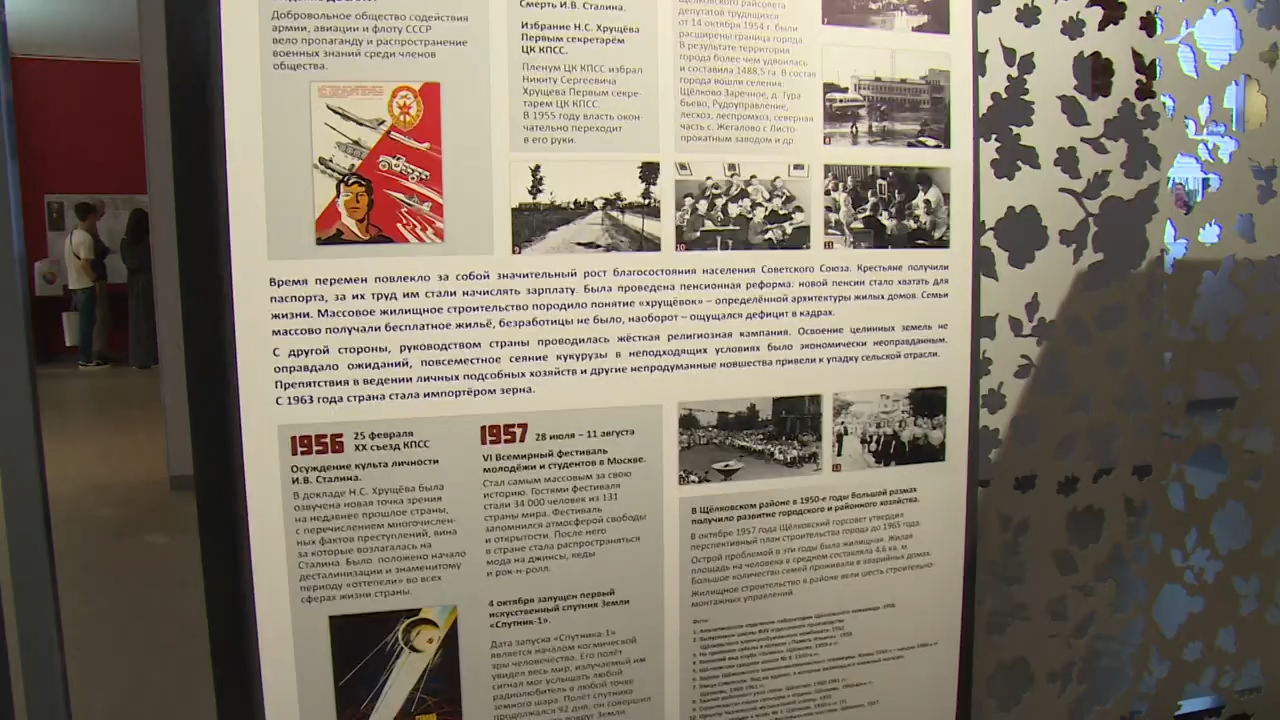 Добровольное общество содействия
армии, авиации и флоту СССР
вело пропаганду и распространение
военных знаний среди членов
общества.
Смерть И.В. Сталина.
Избрание Н.С. Хрущёва
Первым секретарём
ЦК КПСС.
Пленум ЦК КПСС избрал
Никиту Сергеевича
Хрущёва Первым секре-
тарем ЦК КПСС.
В 1955 году власть окон-
чательно переходит
в его руки.
Щёлковского райсовета
депутатов трудящихся
от 14 октября 1954 г. были
расширены границы города.
В результате территория
города более чем удвоилась
и составила 1488,5 га. В состав
города вошли селения:
Щёлково Заречное, д. Гура
бьево, Рудоуправление,
лесхоз, леспромхоз, северная
часть с. Жегалово с Листо-
прокатным заводом и др.
7
8
9
10
11
Время перемен повлекло за собой значительный рост благосостояния населения Советского Союза. Крестьяне получили
паспорта, за их труд им стали начислять зарплату. Была проведена пенсионная реформа: новой пенсии стало хватать для
жизни. Массовое жилищное строительство породило понятие «хрущёвок» – определённой архитектуры жилых домов. Семьи
массово получали бесплатное жильё, безработицы не было, наоборот – ощущался дефицит в кадрах.
С другой стороны, руководством страны проводилась жёсткая религиозная кампания. Освоение целинных земель не
оправдало ожиданий, повсеместное сеяние кукурузы в неподходящих условиях было экономически неоправданным.
Препятствия в ведении личных подсобных хозяйств и другие непродуманные новшества привели к упадку сельской отрасли.
С 1963 года страна стала импортёром зерна.
1956 25 февраля
XX съезд КПСС
Осуждение культа личности
И.В. Сталина.
В докладе Н.С. Хрущёва была
озвучена новая точка зрения
на недавнее прошлое страны,
с перечислением многочислен-
ных фактов преступлений, вина
за которые возлагалась на
Сталина. Было положено начало
десталинизации и знаменитому
периоду «оттепели» во всех
сферах жизни страны.
1957 28 июля – 11 августа
VI Всемирный фестиваль
молодёжи и студентов в Москве.
Стал самым массовым за свою
историю. Гостями фестиваля
стали 34 000 человек из 131
страны мира. Фестиваль
запомнился атмосферой свободы
и открытости. После него
в стране стала распространяться
мода на джинсы, кеды
и рок-н-ролл.
4 октября запущен первый
искусственный спутник Земли
«Спутник-1».
Дата запуска «Спутника-1»
является началом космической
эры человечества. Его полёт
увидел весь мир, излучаемый им
сигнал мог услышать любой
радиолюбитель в любой точке
земного шара. Полёт спутника
продолжался 92 дня, он совершил
вокруг Земли
13
В Щёлковском районе в 1950-е годы большой размах
получило развитие городского и районного хозяйства.
В октябре 1957 года Щёлковский горсовет утвердил
перспективный план строительства города до 1965 года.
Острой проблемой в эти годы была жилищная. Жилая
площадь на человека в среднем составляла 4,6 кв. м.
Большое количество семей проживали в аварийных домах.
Жилищное строительство в районе вели шесть строительно-
монтажных управлений.
Фото: